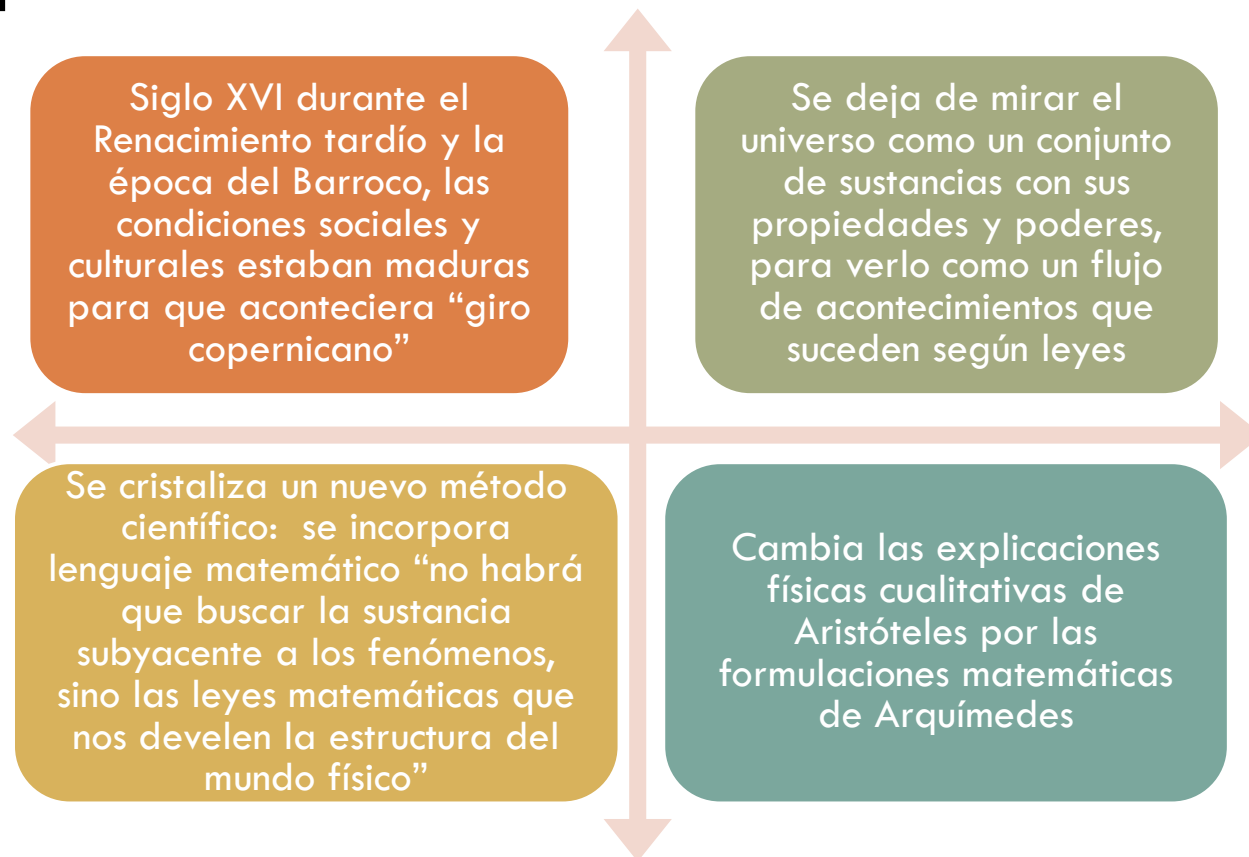 Siglo XVI durante el
Renacimiento tardío y la
época del Barroco, las
condiciones sociales y
culturales estaban maduras
para que aconteciera “giro
copernicano”
Se deja de mirar el
universo como un conjunto
de sustancias con sus
propiedades y poderes,
para verlo como un flujo
de acontecimientos que
suceden según leyes
Se cristaliza un nuevo método
científico:  se incorpora
lenguaje matemático “no habrá
que buscar la sustancia
subyacente a los fenómenos,
sino las leyes matemáticas que
nos develen la estructura del
mundo físico”
Cambia las explicaciones
físicas cualitativas de
Aristóteles por las
formulaciones matemáticas
de Arquímedes